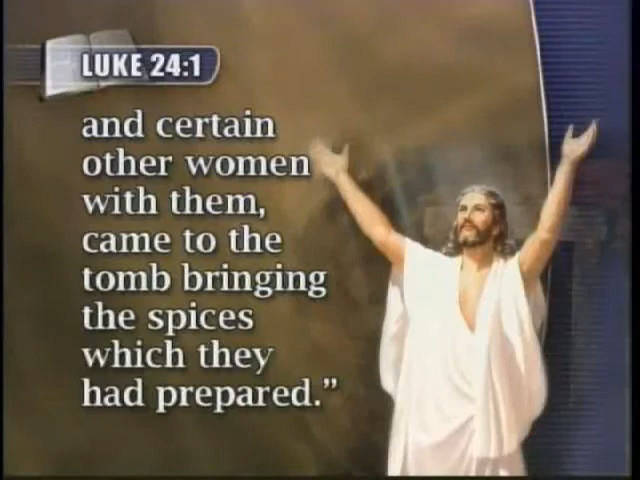 LUKE 24:1
and certain
other women
with them,
came to the
tomb bringing
the spices
which they
had prepared.”